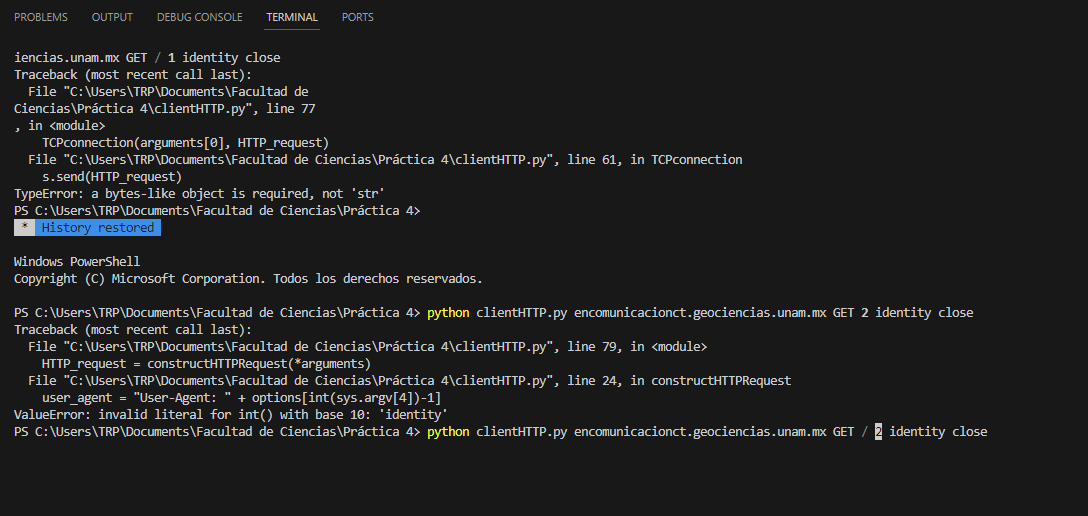 PROBLEMS OUTPUT DEBUG CONSOLE TERMINAL PORTS
iencias.unam.mx GET / 1 identity close
Traceback (most recent call last):
  File "C:\Users\TRP\Documents\Facultad de
Ciencias\Práctica 4\clientHTTP.py", line 77
, in <module>
    TCPconnection(arguments[0], HTTP_request)
  File "C:\Users\TRP\Documents\Facultad de Ciencias\Práctica 4\clientHTTP.py", line 61, in TCPconnection
    s.send(HTTP_request)
TypeError: a bytes-like object is required, not 'str'
PS C:\Users\TRP\Documents\Facultad de Ciencias\Práctica 4>
* History restored
Windows PowerShell
Copyright (C) Microsoft Corporation. Todos los derechos reservados.
PS C:\Users\TRP\Documents\Facultad de Ciencias\Práctica 4> python clientHTTP.py encomunicacionct.geociencias.unam.mx GET 2 identity close
Traceback (most recent call last):
  File "C:\Users\TRP\Documents\Facultad de Ciencias\Práctica 4\clientHTTP.py", line 79, in <module>
    HTTP_request = constructHTTPRequest(*arguments)
  File "C:\Users\TRP\Documents\Facultad de Ciencias\Práctica 4\clientHTTP.py", line 24, in constructHTTPRequest
    user_agent = "User-Agent: " + options[int(sys.argv[4])-1]
ValueError: invalid literal for int() with base 10: 'identity'
PS C:\Users\TRP\Documents\Facultad de Ciencias\Práctica 4> python clientHTTP.py encomunicacionct.geociencias.unam.mx GET / 2 identity close